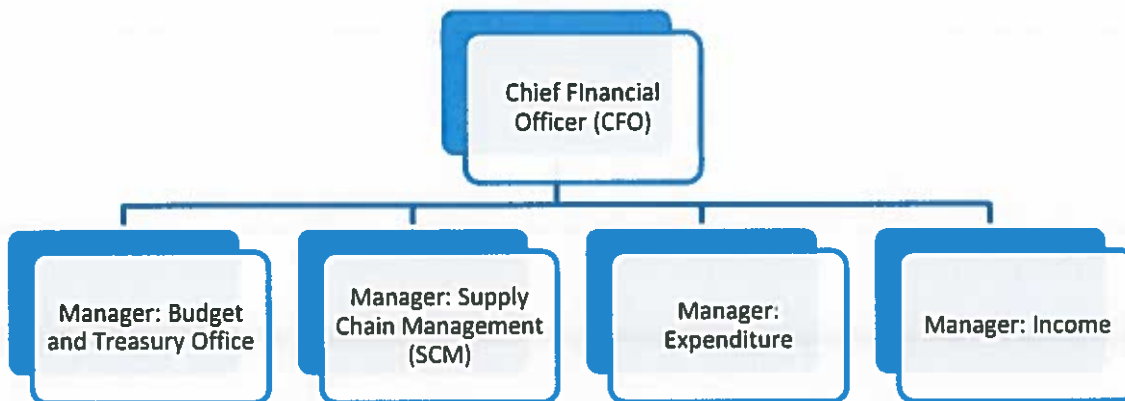 Chief Financial
Officer (CFO)
Manager: Budget
and Treasury Office
Manager: Supply
Chain Management
(SCM)
Manager:
Expenditure
Manager: Income